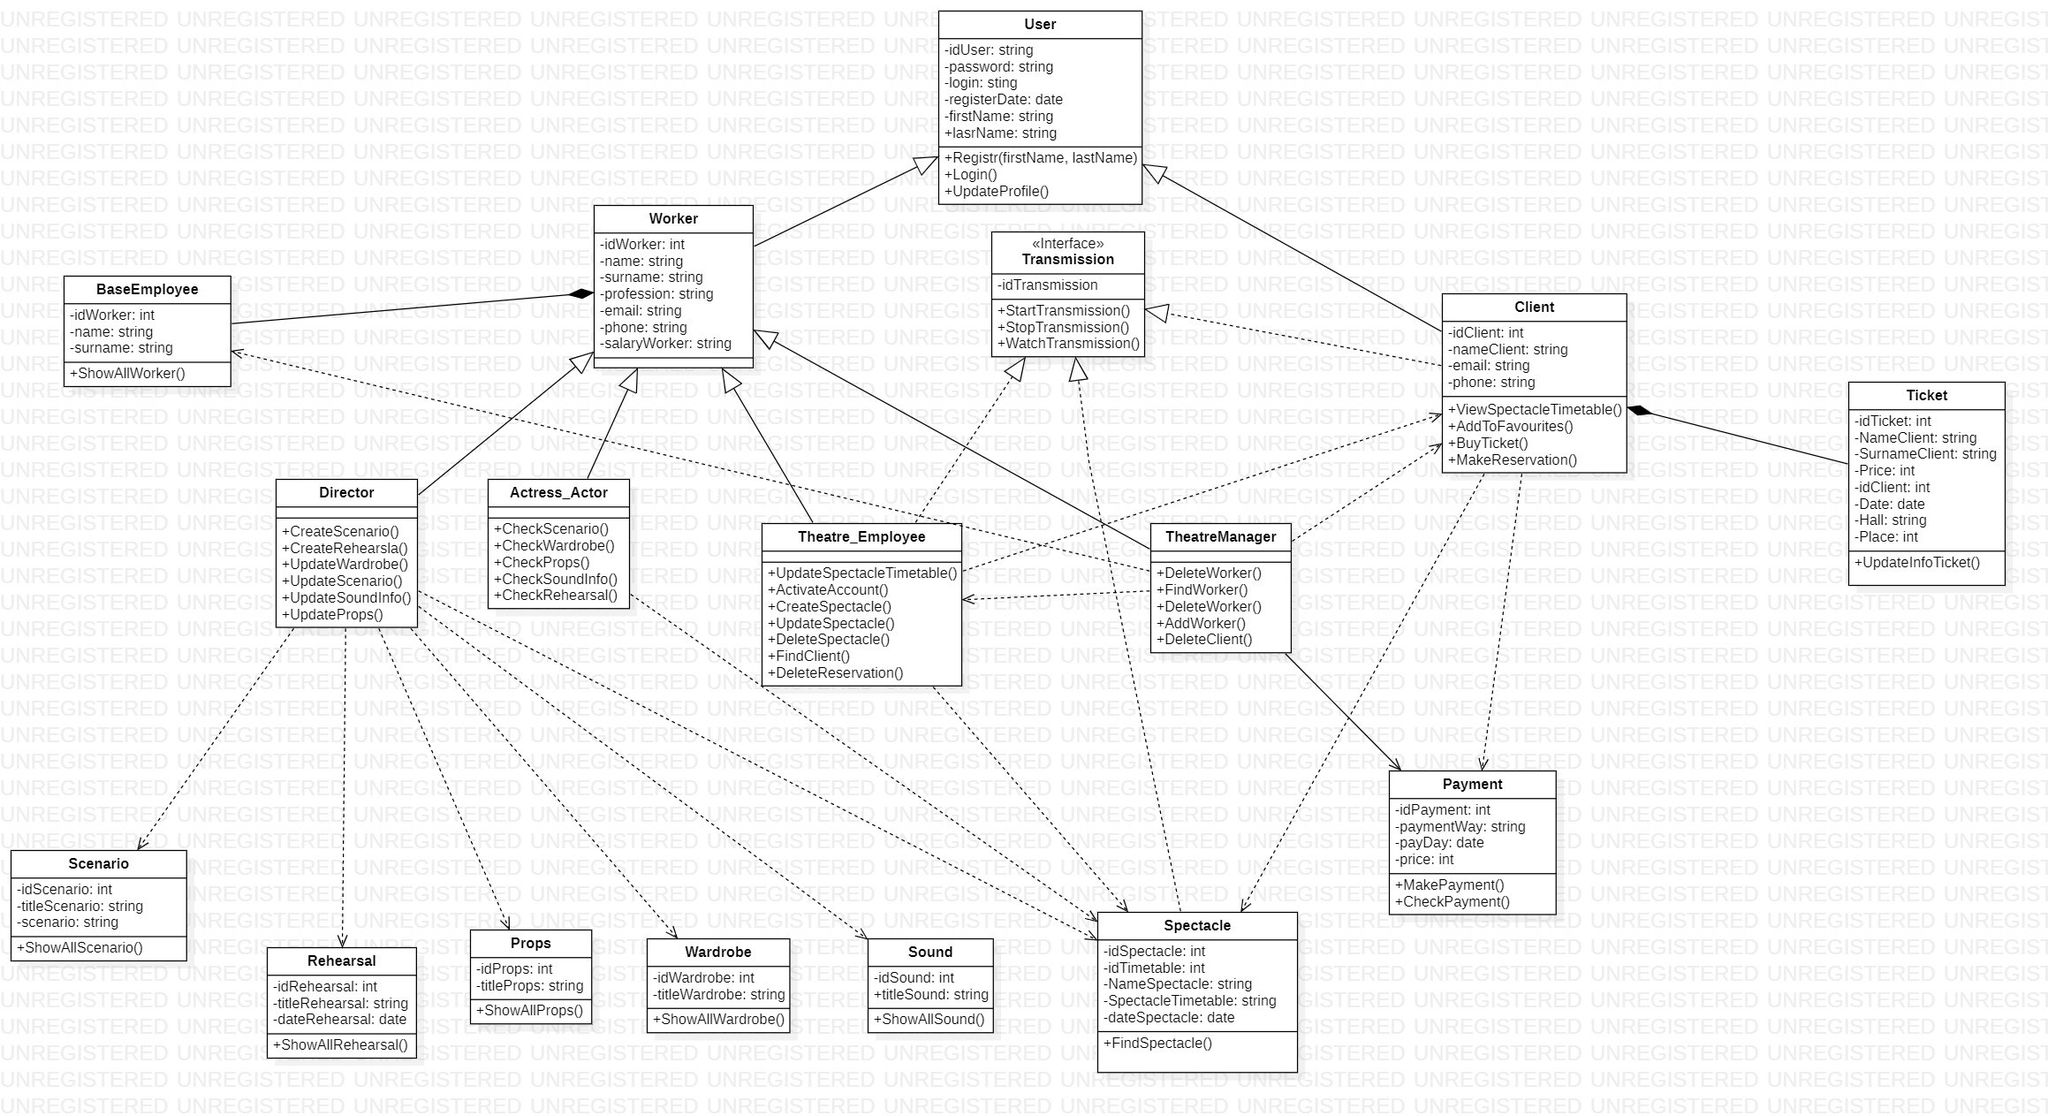 User
-idUser: string
-password: string
-login: sting
-registerDate: date
-firstName: string
+lasrName: string
+Registr(firstName, lastName)
+Login()
+UpdateProfile()
Worker
-idWorker: int
-name: string
-surname: string
-profession: string
-email: string
-phone: string
-salaryWorker: string
«Interface»
Transmission
-idTransmission
+StartTransmission()
+StopTransmission()
+WatchTransmission()
BaseEmployee
-idWorker: int
-name: string
-surname: string
+ShowAllWorker()
Client
-idClient: int
-nameClient: string
-email: string
-phone: string
+ViewSpectacleTimetable()
+AddToFavourites()
+BuyTicket()
+MakeReservation()
Ticket
-idTicket: int
-NameClient: string
-SurnameClient: string
-Price: int
-idClient: int
-Date: date
-Hall: string
-Place: int
+UpdateInfoTicket()
Director
+CreateScenario()
+CreateRehearsla()
+UpdateWardrobe()
+UpdateScenario()
+UpdateSoundInfo()
+UpdateProps()
Actress_Actor
+CheckScenario()
+CheckWardrobe()
+CheckProps()
+CheckSoundInfo()
+CheckRehearsal()
Theatre_Employee
+UpdateSpectacleTimetable()
+ActivateAccount()
+CreateSpectacle()
+UpdateSpectacle()
+DeleteSpectacle()
+FindClient()
+DeleteReservation()
TheatreManager
+DeleteWorker()
+FindWorker()
+DeleteWorker()
+AddWorker()
+DeleteClient()
Payment
-idPayment: int
-paymentWay: string
-payDay: date
-price: int
+MakePayment()
+CheckPayment()
Scenario
-idScenario: int
-titleScenario: string
-scenario: string
+ShowAllScenario()
Rehearsal
-idRehearsal: int
-titleRehearsal: string
-dateRehearsal: date
+ShowAllRehearsal()
Props
-idProps: int
-titleProps: string
+ShowAllProps()
Wardrobe
-idWardrobe: int
-titleWardrobe: string
+ShowAllWardrobe()
Sound
-idSound: int
+titleSound: string
+ShowAllSound()
Spectacle
-idSpectacle: int
-idTimetable: int
-NameSpectacle: string
-SpectacleTimetable: string
-dateSpectacle: date
+FindSpectacle()
UNREGISTERED